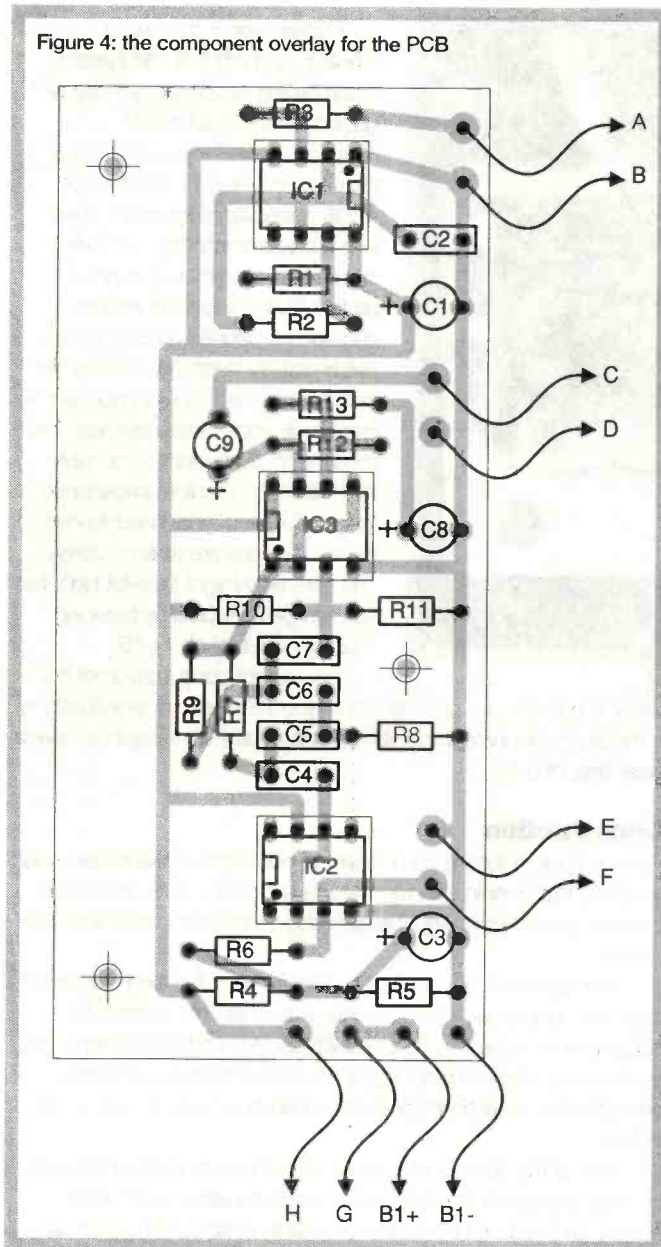 Figure 4: the component overlay for the PCB
R3
A
B
IC1
C2
R1
+ C1
R2
C
R13
D
C9
R12
+
IC3
+ C8
R10
R11
C7
C6
R9
R7
C5
R8
C4
E
IC2
F
+ C3
R6
R4
R5
H G B1+ B1-